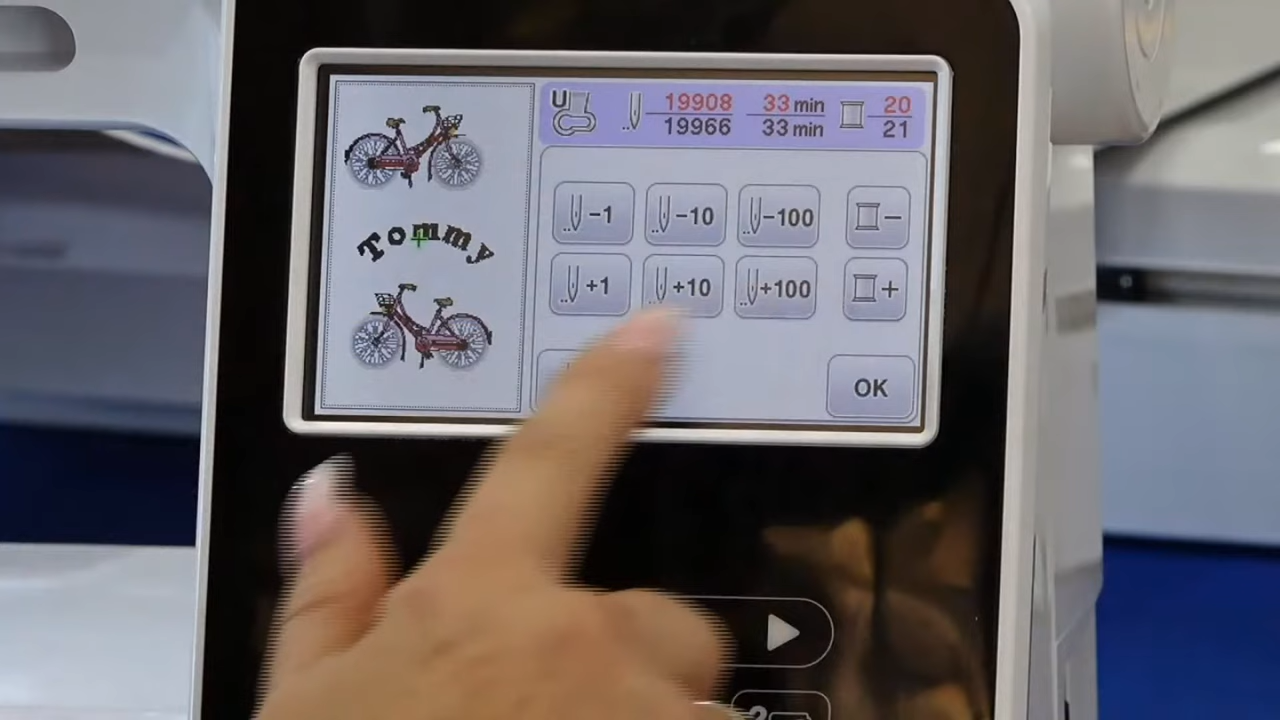 U 19908 33 min 20
19966 33 min 21
-1 -10 -100 -
Tommy
+1 +10 +100 +
OK